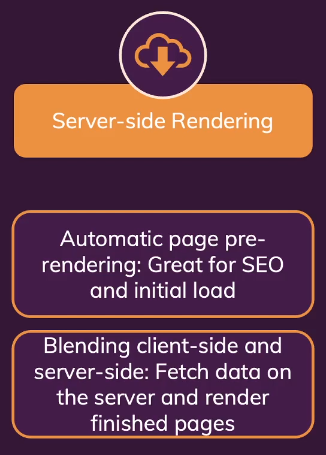 Server-side Rendering
Automatic page pre-
rendering: Great for SEO
and initial load
Blending client-side and
server-side: Fetch data on
the server and render
finished pages